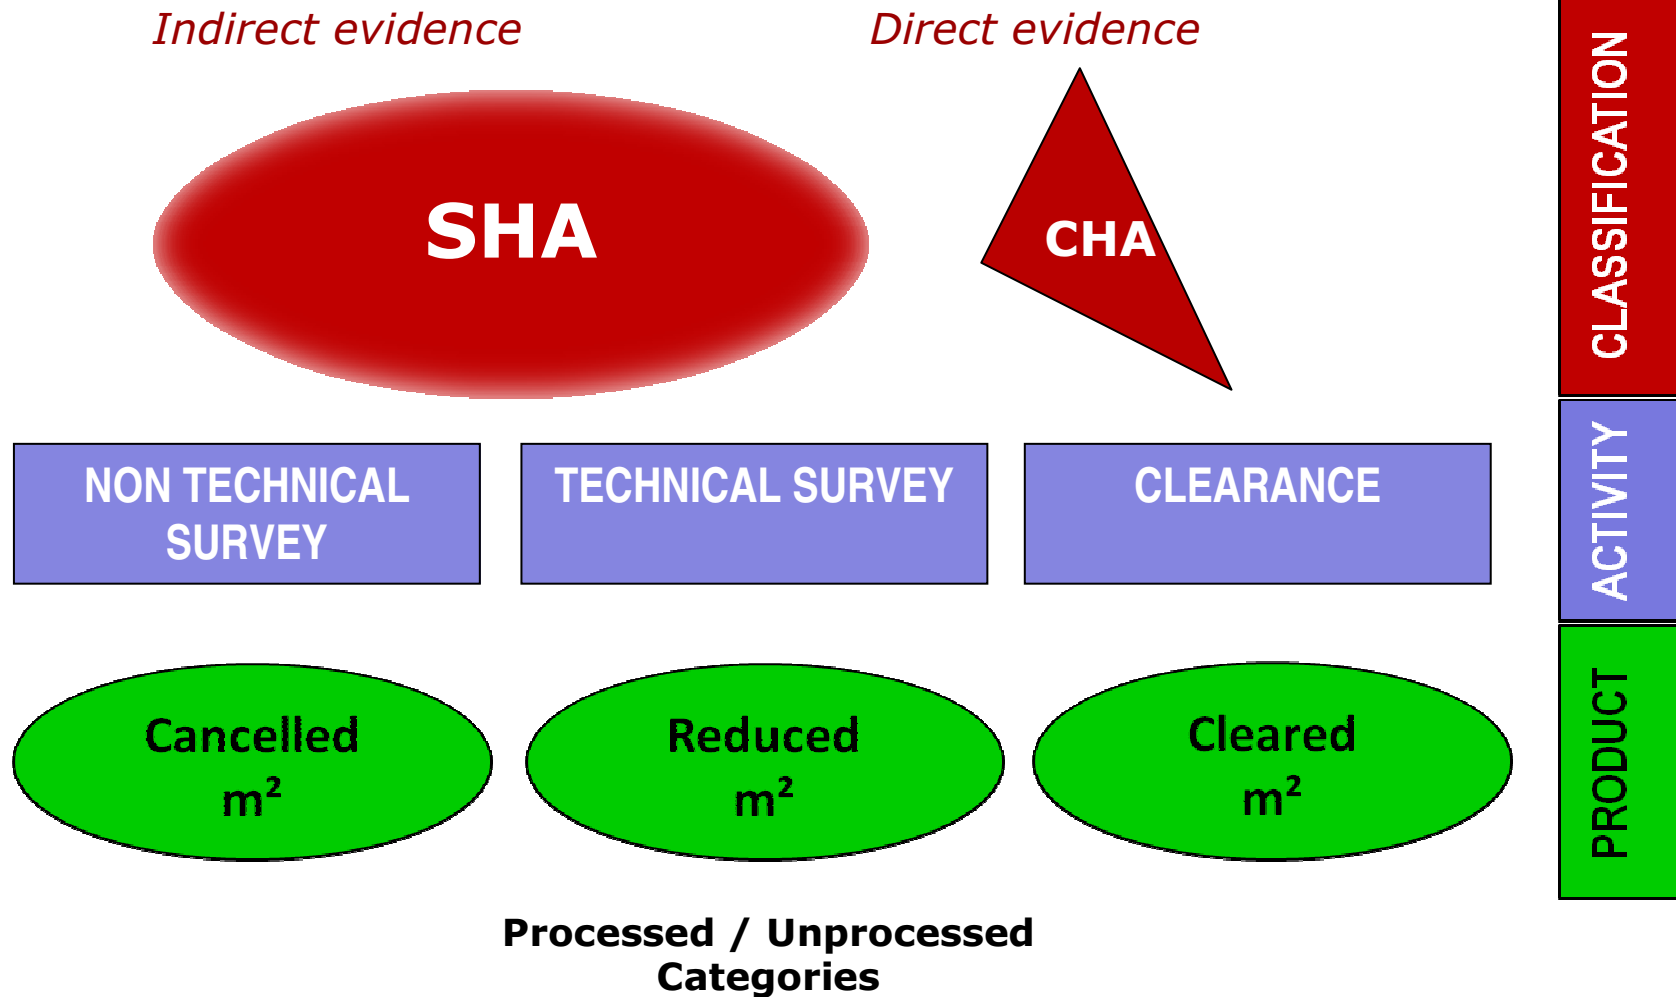 Indirect evidence
Direct evidence
SHA
CHA
CLASSIFICATION
NON TECHNICAL
SURVEY
TECHNICAL SURVEY
CLEARANCE
ACTIVITY
Cancelled
m²
Reduced
m²
Cleared
m²
PRODUCT
Processed / Unprocessed
Categories